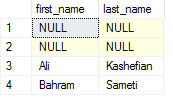 first_name last_name
1 NULL NULL
2 NULL NULL
3 Ali Kashefian
4 Bahram Sameti